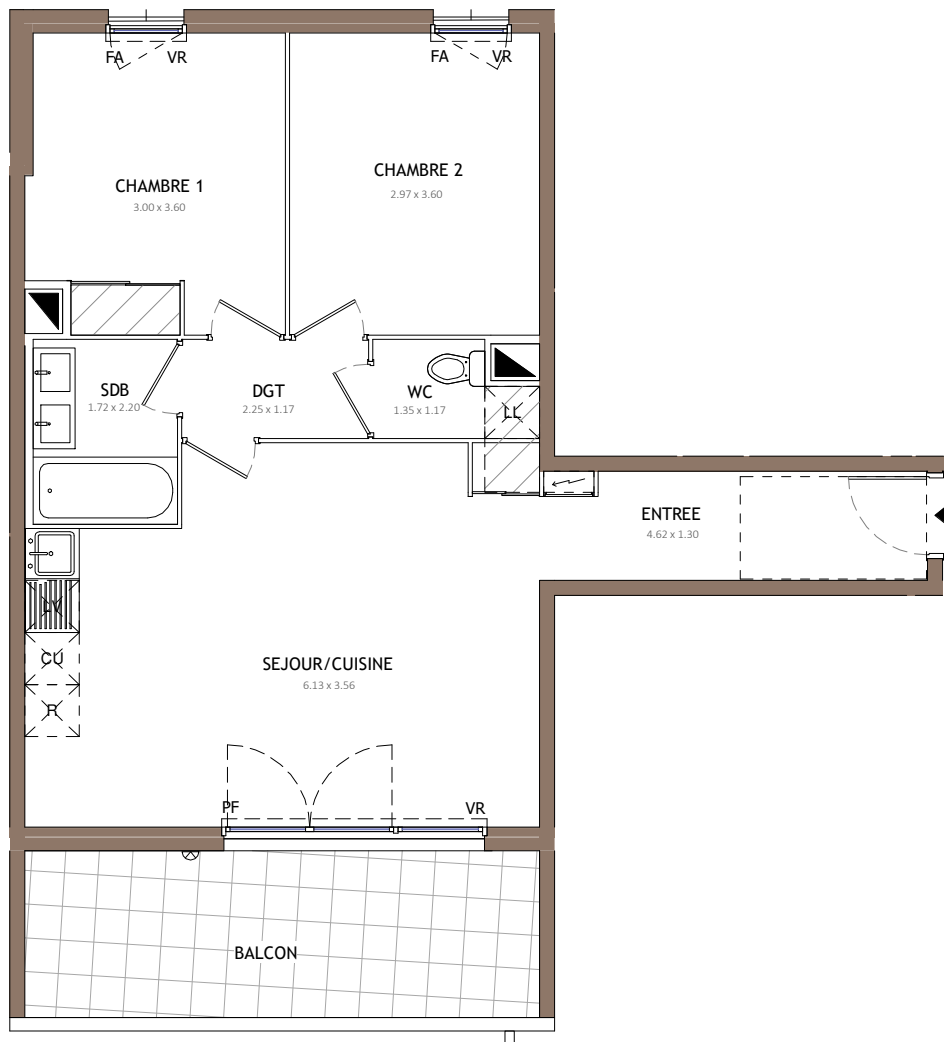 FA VR
FA VR
CHAMBRE 1
3.00 x 3.60
CHAMBRE 2
2.97 x 3.60
SDB
1.72 x 2.20
DGT
2.25 x 1.17
WC
1.35 x 1.17
LL
ENTREE
4.62 x 1.30
LV
CU
R
SEJOUR/CUISINE
6.13 x 3.56
PF
VR
BALCON